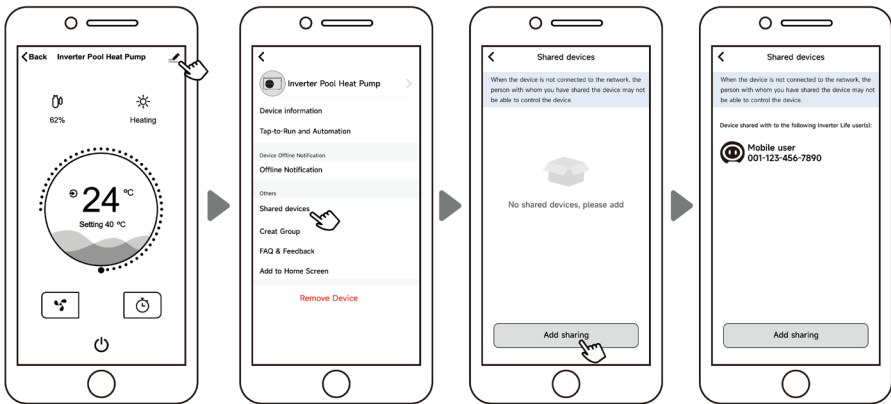 Back Inverter Pool Heat Pump
62%
Heating
24 °C
Setting 40 °C
Inverter Pool Heat Pump
Device information
Tap-to-Run and Automation
Device Offline Notification
Offline Notification
Others
Shared devices
Creat Group
FAQ & Feedback
Add to Home Screen
Remove Device
Shared devices
When the device is not connected to the network, the
person with whom you have shared the device may not
be able to control the device.
No shared devices, please add
Add sharing
Shared devices
When the device is not connected to the network, the
person with whom you have shared the device may not
be able to control the device.
Device shared with to the following Inverter Life user(s):
Mobile user
001-123-456-7890
Add sharing